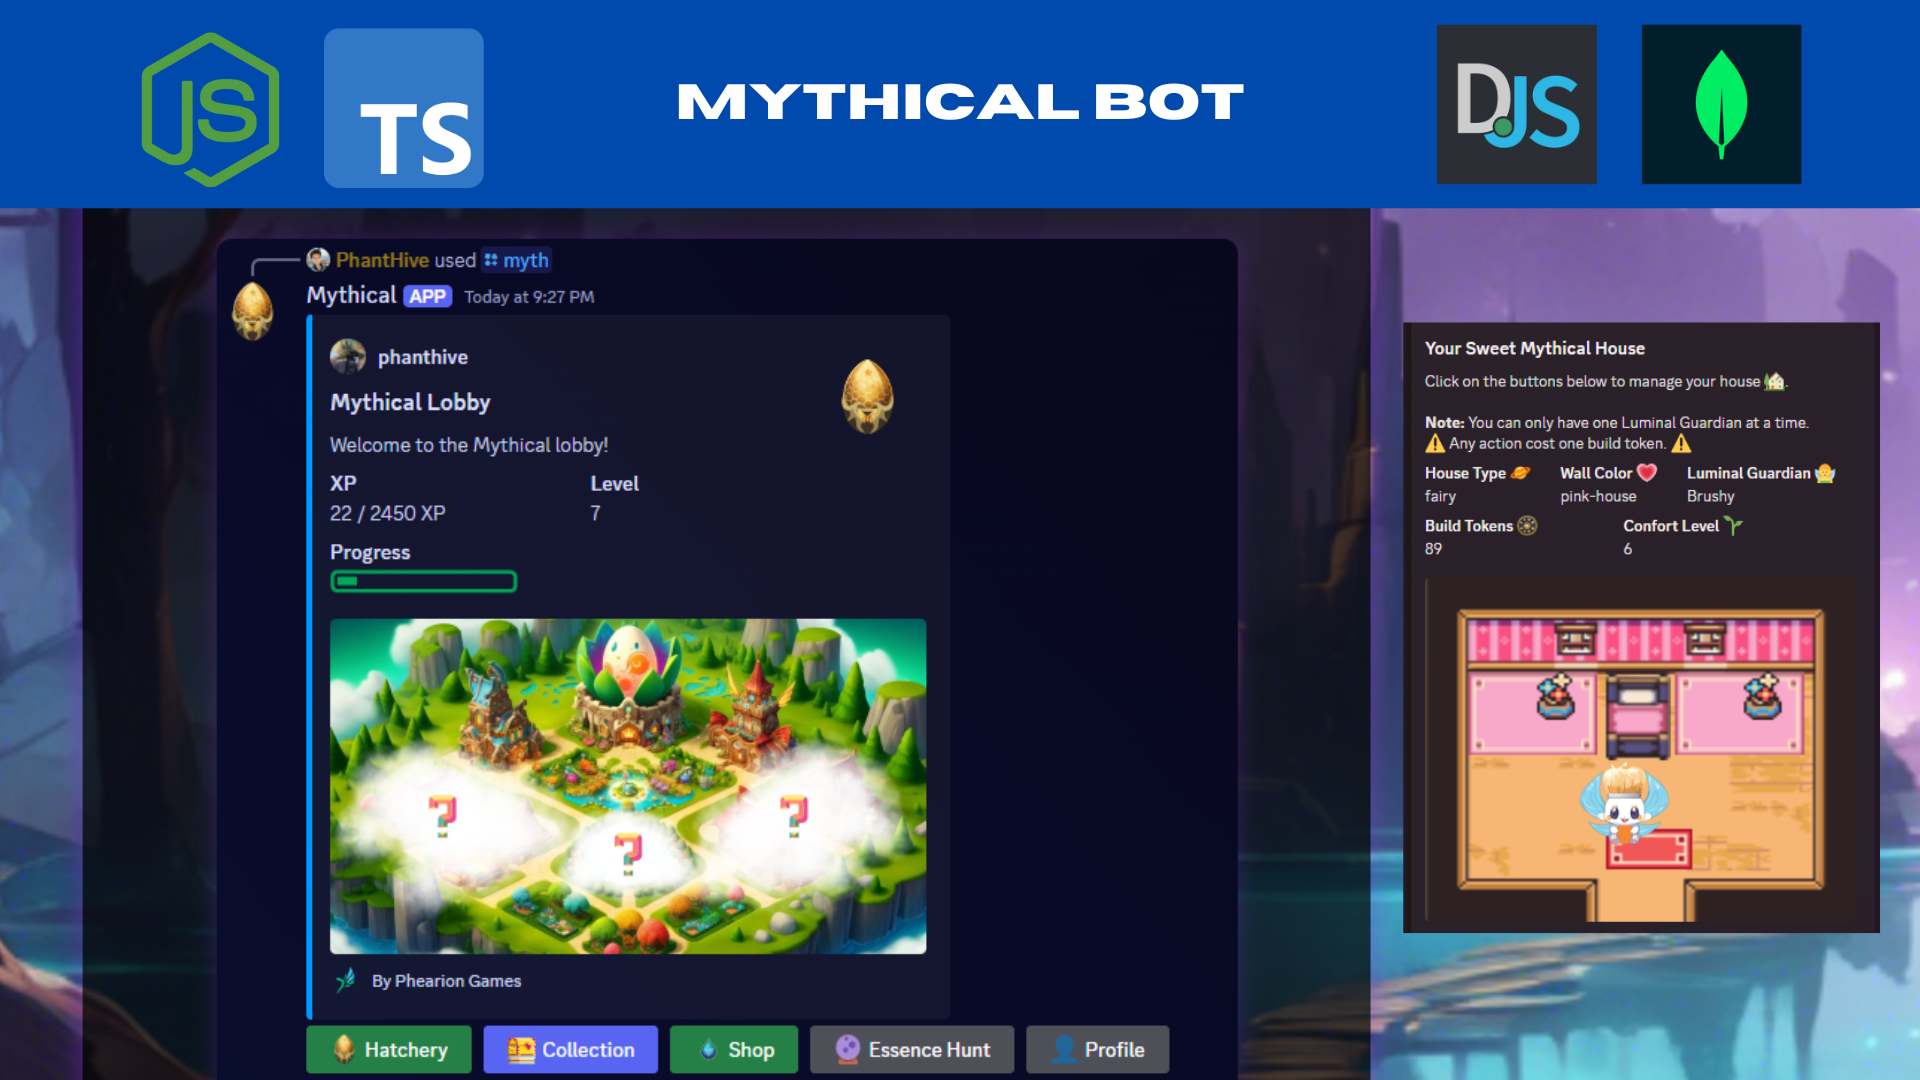 JS
TS
MYTHICAL BOT
DJS
PhantHive used myth
Mythical APP Today at 9:27 PM
phanthive
Mythical Lobby
Welcome to the Mythical lobby!
XP Level
22 / 2450 XP 7
Progress
?
?
?
By Phearion Games
Hatchery
Collection
Shop
Essence Hunt
Profile
Your Sweet Mythical House
Click on the buttons below to manage your house.
Note: You can only have one Luminal Guardian at a time.
Any action cost one build token.
House Type Wall Color Luminal Guardian
fairy pink-house Brushy
Build Tokens Confort Level
89 6